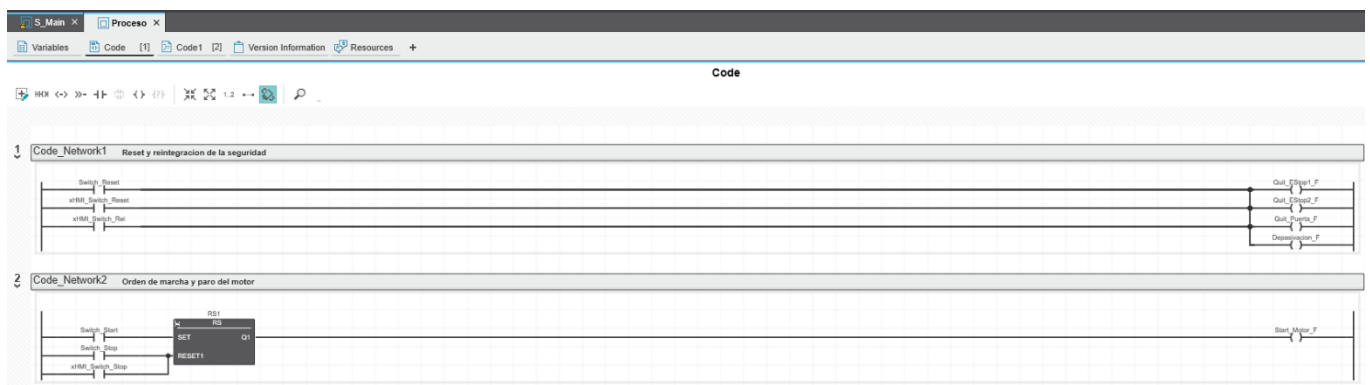 S_Main × Proceso ×
Variables Code [1] Code1 [2] Version Information Resources +
Code
1..2
1 Code_Network1 Reset y reintegracion de la seguridad
Switch_Reset Quit_EStop1_F
xHMI_Switch_Reset Quit_EStop2_F
xHMI_Switch_Rei Quit_Puerta_F
Depasivacion_F
2 Code_Network2 Orden de marcha y paro del motor
RS1
RS
Switch_Start SET Q1 Start_Motor_F
Switch_Stop RESET1
xHMI_Switch_Stop